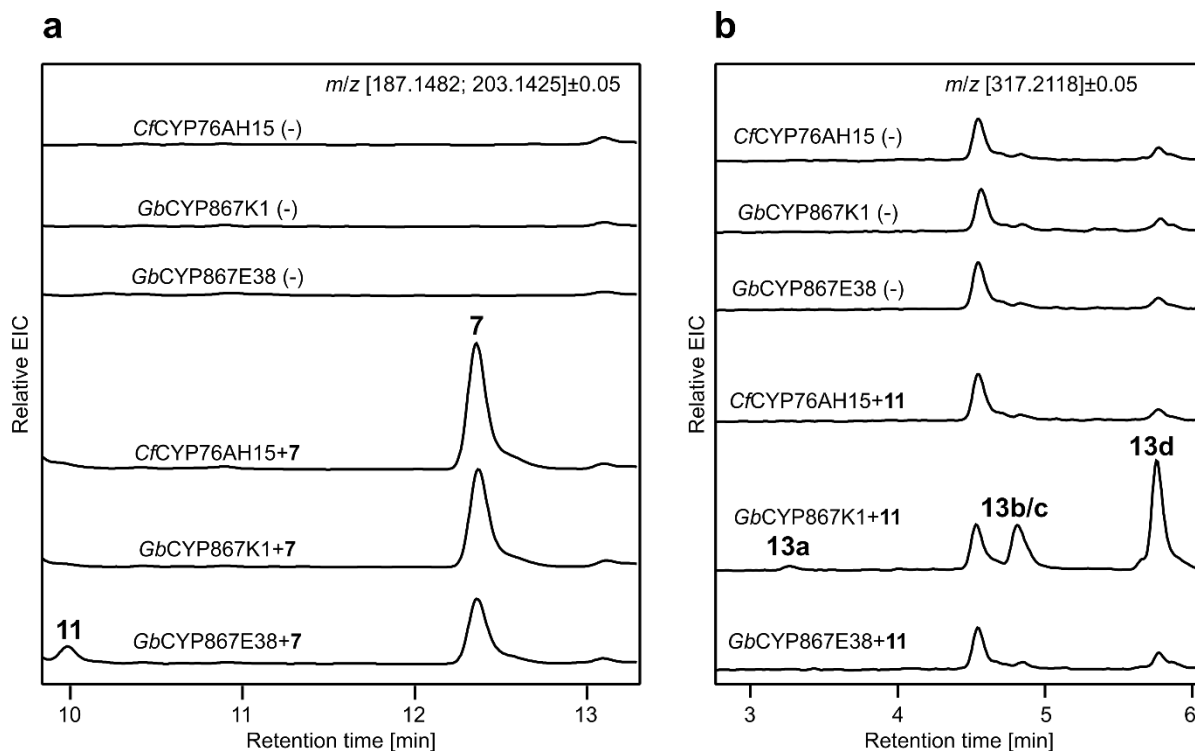 a
m/z [187.1482; 203.1425]±0.05
CfCYP76AH15 (-)
GbCYP867K1 (-)
GbCYP867E38 (-)
7
CfCYP76AH15+7
GbCYP867K1+7
11
GbCYP867E38+7
Relative EIC
10
11
12
13
Retention time [min]
b
m/z [317.2118]±0.05
CfCYP76AH15 (-)
GbCYP867K1 (-)
GbCYP867E38 (-)
CfCYP76AH15+11
13d
GbCYP867K1+11
13b/c
13a
GbCYP867E38+11
Relative EIC
3
4
5
6
Retention time [min]